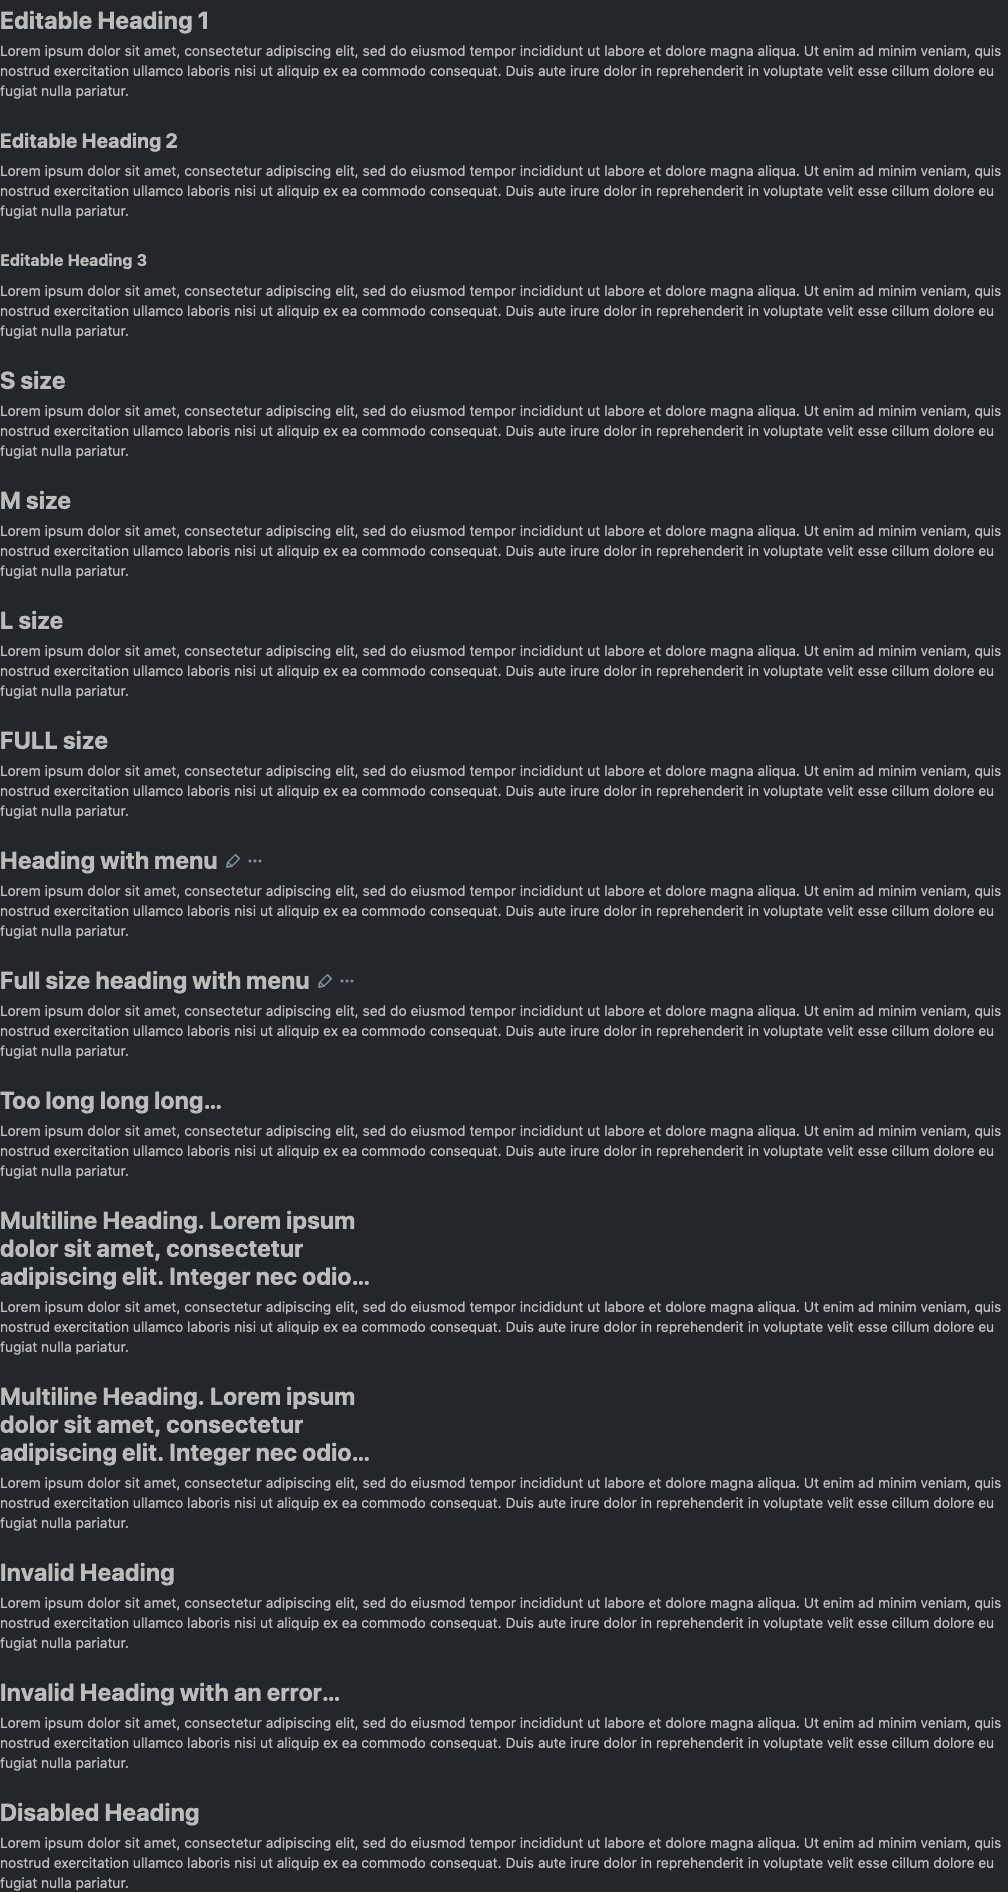 Editable Heading 1
Lorem ipsum dolor sit amet, consectetur adipiscing elit, sed do eiusmod tempor incididunt ut labore et dolore magna aliqua. Ut enim ad minim veniam, quis
nostrud exercitation ullamco laboris nisi ut aliquip ex ea commodo consequat. Duis aute irure dolor in reprehenderit in voluptate velit esse cillum dolore eu
fugiat nulla pariatur.
Editable Heading 2
Lorem ipsum dolor sit amet, consectetur adipiscing elit, sed do eiusmod tempor incididunt ut labore et dolore magna aliqua. Ut enim ad minim veniam, quis
nostrud exercitation ullamco laboris nisi ut aliquip ex ea commodo consequat. Duis aute irure dolor in reprehenderit in voluptate velit esse cillum dolore eu
fugiat nulla pariatur.
Editable Heading 3
Lorem ipsum dolor sit amet, consectetur adipiscing elit, sed do eiusmod tempor incididunt ut labore et dolore magna aliqua. Ut enim ad minim veniam, quis
nostrud exercitation ullamco laboris nisi ut aliquip ex ea commodo consequat. Duis aute irure dolor in reprehenderit in voluptate velit esse cillum dolore eu
fugiat nulla pariatur.
S size
Lorem ipsum dolor sit amet, consectetur adipiscing elit, sed do eiusmod tempor incididunt ut labore et dolore magna aliqua. Ut enim ad minim veniam, quis
nostrud exercitation ullamco laboris nisi ut aliquip ex ea commodo consequat. Duis aute irure dolor in reprehenderit in voluptate velit esse cillum dolore eu
fugiat nulla pariatur.
M size
Lorem ipsum dolor sit amet, consectetur adipiscing elit, sed do eiusmod tempor incididunt ut labore et dolore magna aliqua. Ut enim ad minim veniam, quis
nostrud exercitation ullamco laboris nisi ut aliquip ex ea commodo consequat. Duis aute irure dolor in reprehenderit in voluptate velit esse cillum dolore eu
fugiat nulla pariatur.
L size
Lorem ipsum dolor sit amet, consectetur adipiscing elit, sed do eiusmod tempor incididunt ut labore et dolore magna aliqua. Ut enim ad minim veniam, quis
nostrud exercitation ullamco laboris nisi ut aliquip ex ea commodo consequat. Duis aute irure dolor in reprehenderit in voluptate velit esse cillum dolore eu
fugiat nulla pariatur.
FULL size
Lorem ipsum dolor sit amet, consectetur adipiscing elit, sed do eiusmod tempor incididunt ut labore et dolore magna aliqua. Ut enim ad minim veniam, quis
nostrud exercitation ullamco laboris nisi ut aliquip ex ea commodo consequat. Duis aute irure dolor in reprehenderit in voluptate velit esse cillum dolore eu
fugiat nulla pariatur.
Heading with menu
Lorem ipsum dolor sit amet, consectetur adipiscing elit, sed do eiusmod tempor incididunt ut labore et dolore magna aliqua. Ut enim ad minim veniam, quis
nostrud exercitation ullamco laboris nisi ut aliquip ex ea commodo consequat. Duis aute irure dolor in reprehenderit in voluptate velit esse cillum dolore eu
fugiat nulla pariatur.
Full size heading with menu
Lorem ipsum dolor sit amet, consectetur adipiscing elit, sed do eiusmod tempor incididunt ut labore et dolore magna aliqua. Ut enim ad minim veniam, quis
nostrud exercitation ullamco laboris nisi ut aliquip ex ea commodo consequat. Duis aute irure dolor in reprehenderit in voluptate velit esse cillum dolore eu
fugiat nulla pariatur.
Too long long long...
Lorem ipsum dolor sit amet, consectetur adipiscing elit, sed do eiusmod tempor incididunt ut labore et dolore magna aliqua. Ut enim ad minim veniam, quis
nostrud exercitation ullamco laboris nisi ut aliquip ex ea commodo consequat. Duis aute irure dolor in reprehenderit in voluptate velit esse cillum dolore eu
fugiat nulla pariatur.
Multiline Heading. Lorem ipsum
dolor sit amet, consectetur
adipiscing elit. Integer nec odio...
Lorem ipsum dolor sit amet, consectetur adipiscing elit, sed do eiusmod tempor incididunt ut labore et dolore magna aliqua. Ut enim ad minim veniam, quis
nostrud exercitation ullamco laboris nisi ut aliquip ex ea commodo consequat. Duis aute irure dolor in reprehenderit in voluptate velit esse cillum dolore eu
fugiat nulla pariatur.
Multiline Heading. Lorem ipsum
dolor sit amet, consectetur
adipiscing elit. Integer nec odio...
Lorem ipsum dolor sit amet, consectetur adipiscing elit, sed do eiusmod tempor incididunt ut labore et dolore magna aliqua. Ut enim ad minim veniam, quis
nostrud exercitation ullamco laboris nisi ut aliquip ex ea commodo consequat. Duis aute irure dolor in reprehenderit in voluptate velit esse cillum dolore eu
fugiat nulla pariatur.
Invalid Heading
Lorem ipsum dolor sit amet, consectetur adipiscing elit, sed do eiusmod tempor incididunt ut labore et dolore magna aliqua. Ut enim ad minim veniam, quis
nostrud exercitation ullamco laboris nisi ut aliquip ex ea commodo consequat. Duis aute irure dolor in reprehenderit in voluptate velit esse cillum dolore eu
fugiat nulla pariatur.
Invalid Heading with an error...
Lorem ipsum dolor sit amet, consectetur adipiscing elit, sed do eiusmod tempor incididunt ut labore et dolore magna aliqua. Ut enim ad minim veniam, quis
nostrud exercitation ullamco laboris nisi ut aliquip ex ea commodo consequat. Duis aute irure dolor in reprehenderit in voluptate velit esse cillum dolore eu
fugiat nulla pariatur.
Disabled Heading
Lorem ipsum dolor sit amet, consectetur adipiscing elit, sed do eiusmod tempor incididunt ut labore et dolore magna aliqua. Ut enim ad minim veniam, quis
nostrud exercitation ullamco laboris nisi ut aliquip ex ea commodo consequat. Duis aute irure dolor in reprehenderit in voluptate velit esse cillum dolore eu
fugiat nulla pariatur.